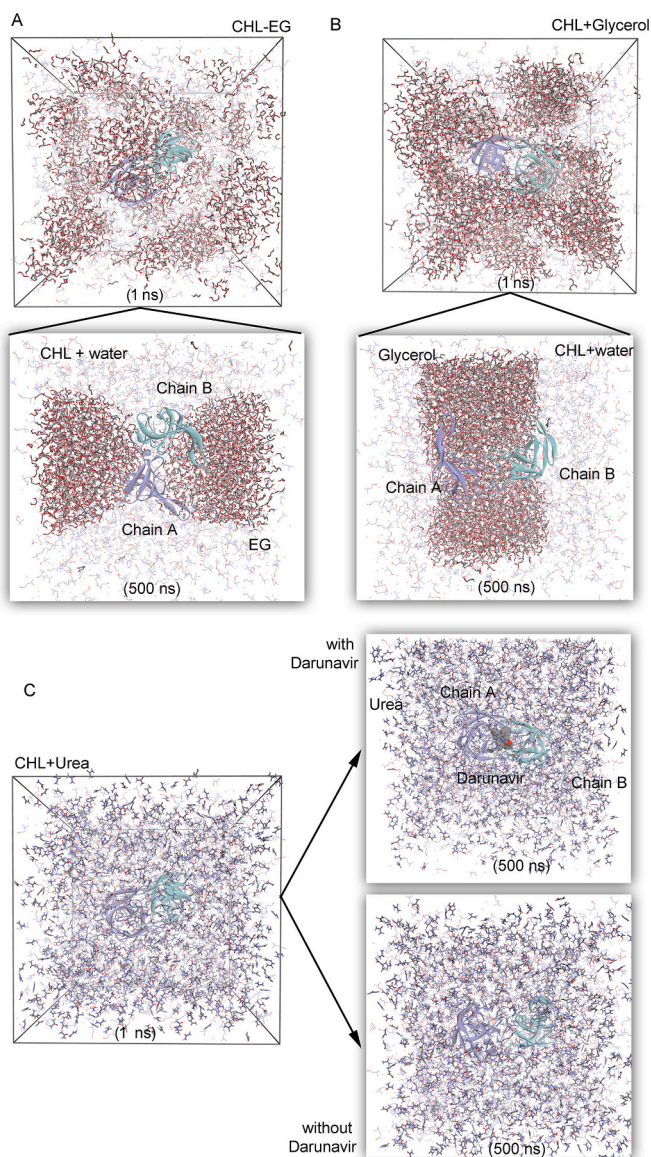 A
CHL-EG
(1 ns)
CHL + water
Chain B
Chain A
EG
(500 ns)
B
CHL+Glycerol
(1 ns)
Glycerol
CHL+water
Chain A
Chain B
(500 ns)
C
CHL+Urea
(1 ns)
with
Darunavir
Urea
Chain A
Darunavir
Chain B
(500 ns)
without
Darunavir
(500 ns)